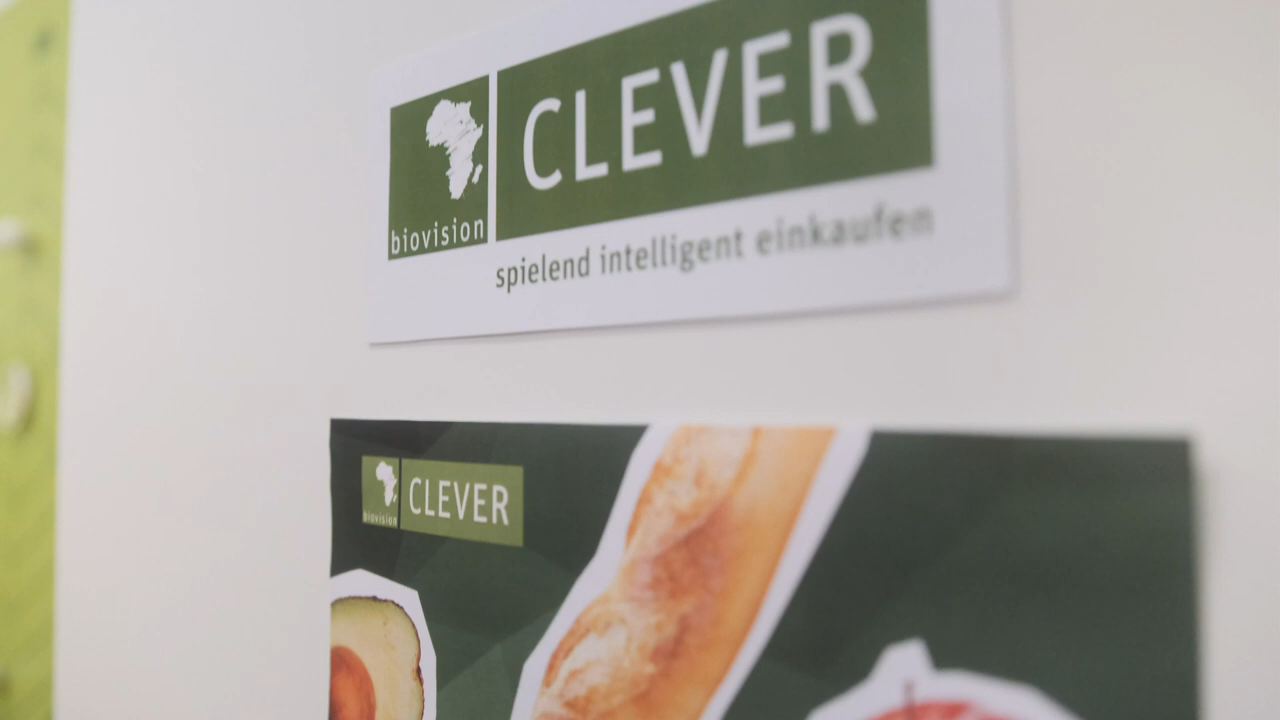 CLEVER
biovision
spielend intelligent einkaufen
CLEVER
biovision